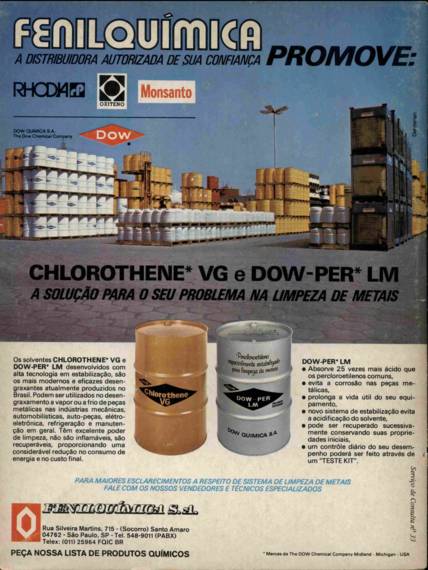 FENILQUÍMICA
A DISTRIBUIDORA AUTORIZADA DE SUA CONFIANÇA PROMOVE:
RHODIA RP
OXITENO
Monsanto
DOW QUÍMICA S.A.
The Dow Chemical Company
DOW
CHLOROTHENE* VG e DOW-PER* LM
A SOLUÇÃO PARA O SEU PROBLEMA NA LIMPEZA DE METAIS
Os solventes CHLOROTHENE* VG e
DOW-PER* LM desenvolvidos com
alta tecnologia em estabilização, são
os mais modernos e eficazes desen-
graxantes atualmente produzidos no
Brasil. Podem ser utilizados no desen-
graxamento a vapor ou a frio de peças
metálicas nas indústrias mecânicas,
automobilísticas, auto-peças, elétro-
eletrônica, refrigeração e manuten-
ção em geral. Têm excelente poder
de limpeza, não são inflamáveis, são
recuperáveis, proporcionando uma
considerável redução no consumo de
energia e no custo final.
Chlorothene
VG
Percloroetileno
especialmente estabilizado
para limpeza de metais
DOW-PER
LM
DOW QUIMICA S.A.
DOW-PER* LM
• Absorve 25 vezes mais ácido que
os percloroetilenos comuns,
• evita a corrosão nas peças me-
tálicas,
• prolonga a vida útil do seu equi-
pamento,
• novo sistema de estabilização evita
a acidificação do solvente,
• pode ser recuperado sucessiva-
mente conservando suas proprie-
dades iniciais,
• um contrôle diário do seu desem-
penho poderá ser feito através de
um "TESTE KIT".
PARA MAIORES ESCLARECIMENTOS A RESPEITO DE SISTEMA DE LIMPEZA DE METAIS
FALE COM OS NOSSOS VENDEDORES E TÉCNICOS ESPECIALIZADOS
FENILQUÍMICA S.A.
Rua Silveira Martins, 715 - (Socorro) Santo Amaro
04762 - São Paulo, SP - Tel. 548-9011 (PABX)
Telex: (011) 25964 FQIC BR
PEÇA NOSSA LISTA DE PRODUTOS QUÍMICOS
* Marcas da The DOW Chemical Company Midland - Michigan - USA
Serviço de Consulta nº 33